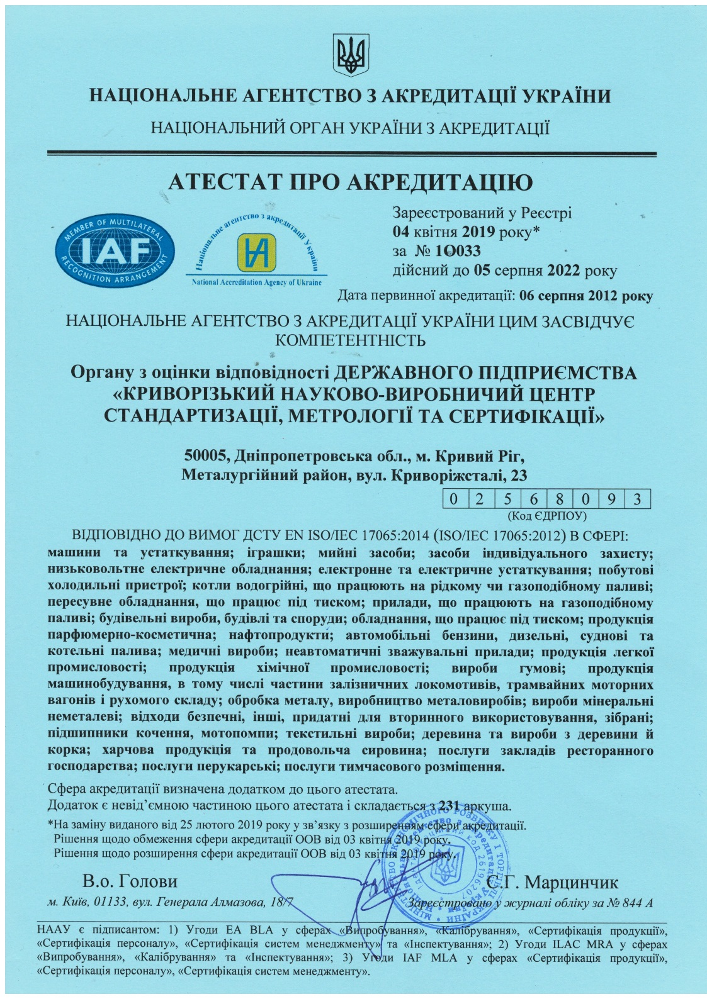 НАЦІОНАЛЬНЕ АГЕНТСТВО З АКРЕДИТАЦІЇ УКРАЇНИ
НАЦІОНАЛЬНИЙ ОРГАН УКРАЇНИ З АКРЕДИТАЦІЇ
АТЕСТАТ ПРО АКРЕДИТАЦІЮ
MEMBER OF MULTILATERAL
IAF
RECOGNITION ARRANGEMENT
Національне агентство з акредитації України
National Accreditation Agency of Ukraine
Зареєстрований у Реєстрі
04 квітня 2019 року*
за № 1О033
дійсний до 05 серпня 2022 року
Дата первинної акредитації: 06 серпня 2012 року
НАЦІОНАЛЬНЕ АГЕНТСТВО З АКРЕДИТАЦІЇ УКРАЇНИ ЦИМ ЗАСВІДЧУЄ
КОМПЕТЕНТНІСТЬ
Органу з оцінки відповідності ДЕРЖАВНОГО ПІДПРИЄМСТВА
«КРИВОРІЗЬКИЙ НАУКОВО-ВИРОБНИЧИЙ ЦЕНТР
СТАНДАРТИЗАЦІЇ, МЕТРОЛОГІЇ ТА СЕРТИФІКАЦІЇ»
50005, Дніпропетровська обл., м. Кривий Ріг,
Металургійний район, вул. Криворіжсталі, 23
0 2 5 6 8 0 9 3
(Код ЄДРПОУ)
ВІДПОВІДНО ДО ВИМОГ ДСТУ EN ISO/IEC 17065:2014 (ISO/IEC 17065:2012) В СФЕРІ:
машини та устаткування; іграшки; мийні засоби; засоби індивідуального захисту;
низьковольтне електричне обладнання; електронне та електричне устаткування; побутові
холодильні пристрої; котли водогрійні, що працюють на рідкому чи газоподібному паливі;
пересувне обладнання, що працює під тиском; прилади, що працюють на газоподібному
паливі; будівельні вироби, будівлі та споруди; обладнання, що працює під тиском; продукція
парфюмерно-косметична; нафтопродукти; автомобільні бензини, дизельні, суднові та
котельні палива; медичні вироби; неавтоматичні зважувальні прилади; продукція легкої
промисловості; продукція хімічної промисловості; вироби гумові; продукція
машинобудування, в тому числі частини залізничних локомотивів, трамвайних моторних
вагонів і рухомого складу; обробка металу, виробництво металовиробів; вироби мінеральні
неметалеві; відходи безпечні, інші, придатні для вторинного використовування, зібрані;
підшипники кочення, мотопомпи; текстильні вироби; деревина та вироби з деревини й
корка; харчова продукція та продовольча сировина; послуги закладів ресторанного
господарства; послуги перукарські; послуги тимчасового розміщення.
Сфера акредитації визначена додатком до цього атестата.
Додаток є невід’ємною частиною цього атестата і складається з 231 аркуша.
*На заміну виданого від 25 лютого 2019 року у зв’язку з розширенням сфери акредитації.
Рішення щодо обмеження сфери акредитації ООВ від 03 квітня 2019 року.
Рішення щодо розширення сфери акредитації ООВ від 03 квітня 2019 року.
В.о. Голови
С.Г. Марцинчик
м. Київ, 01133, вул. Генерала Алмазова, 18/7
Зареєстровано у журналі обліку за № 844 А
МІНІСТЕРСТВО ЕКОНОМІЧНОГО РОЗВИТКУ І ТОРГІВЛІ УКРАЇНИ *
Національне агентство з акредитації України *
Ідентифікаційний код 26196207
НААУ є підписантом: 1) Угоди EA BLA у сферах «Випробування», «Калібрування», «Сертифікація продукції»,
«Сертифікація персоналу», «Сертифікація систем менеджменту» та «Інспектування»; 2) Угоди ILAC MRA у сферах
«Випробування», «Калібрування» та «Інспектування»; 3) Угоди IAF MLA у сферах «Сертифікація продукції»,
«Сертифікація персоналу», «Сертифікація систем менеджменту».